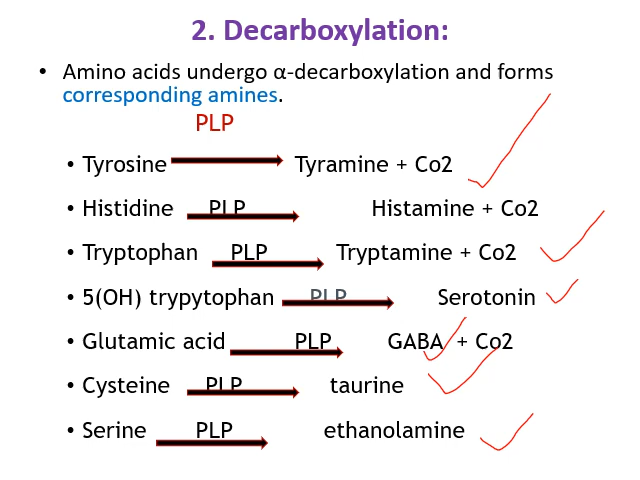 2. Decarboxylation:
• Amino acids undergo α-decarboxylation and forms
corresponding amines.
PLP
• Tyrosine Tyramine + Co2
• Histidine PLP Histamine + Co2
• Tryptophan PLP Tryptamine + Co2
• 5(OH) trypytophan PLP Serotonin
• Glutamic acid PLP GABA + Co2
• Cysteine PLP taurine
• Serine PLP ethanolamine